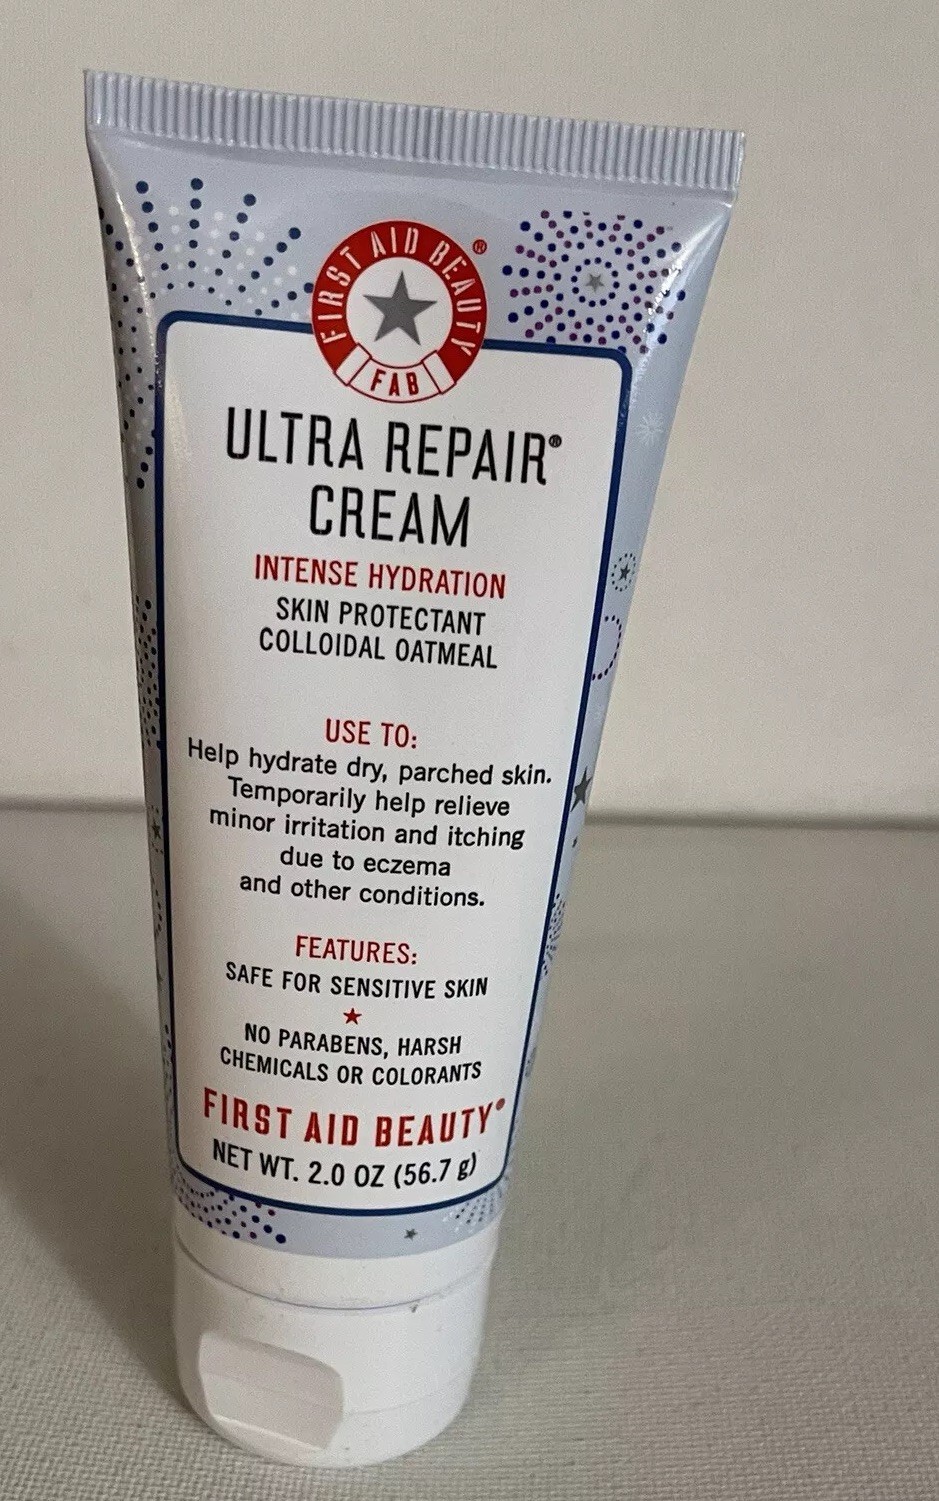 FIRST AID BEAUTY®
FAB
ULTRA REPAIR®
CREAM
INTENSE HYDRATION
SKIN PROTECTANT
COLLOIDAL OATMEAL
USE TO:
Help hydrate dry, parched skin.
Temporarily help relieve
minor irritation and itching
due to eczema
and other conditions.
FEATURES:
SAFE FOR SENSITIVE SKIN
NO PARABENS, HARSH
CHEMICALS OR COLORANTS
FIRST AID BEAUTY®
NET WT. 2.0 OZ (56.7 g)